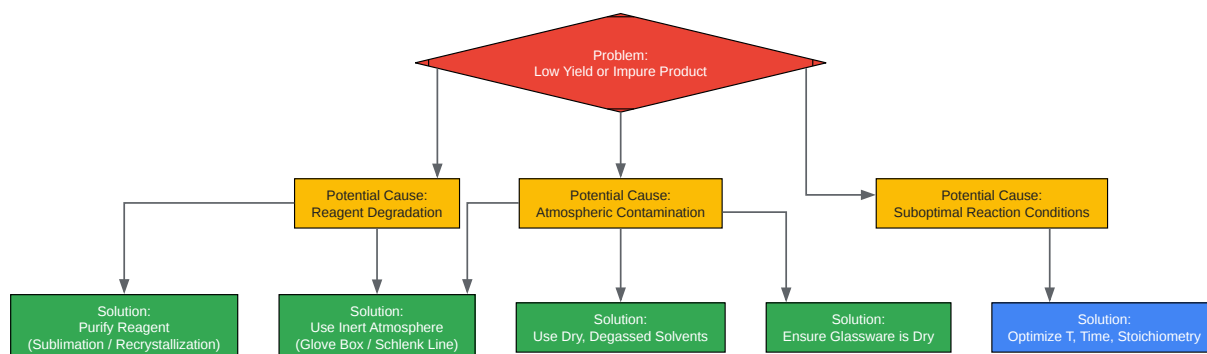 Problem:
Low Yield or Impure Product
Potential Cause:
Reagent Degradation
Potential Cause:
Atmospheric Contamination
Potential Cause:
Suboptimal Reaction Conditions
Solution:
Purify Reagent
(Sublimation / Recrystallization)
Solution:
Use Inert Atmosphere
(Glove Box / Schlenk Line)
Solution:
Use Dry, Degassed Solvents
Solution:
Ensure Glassware is Dry
Solution:
Optimize T, Time, Stoichiometry